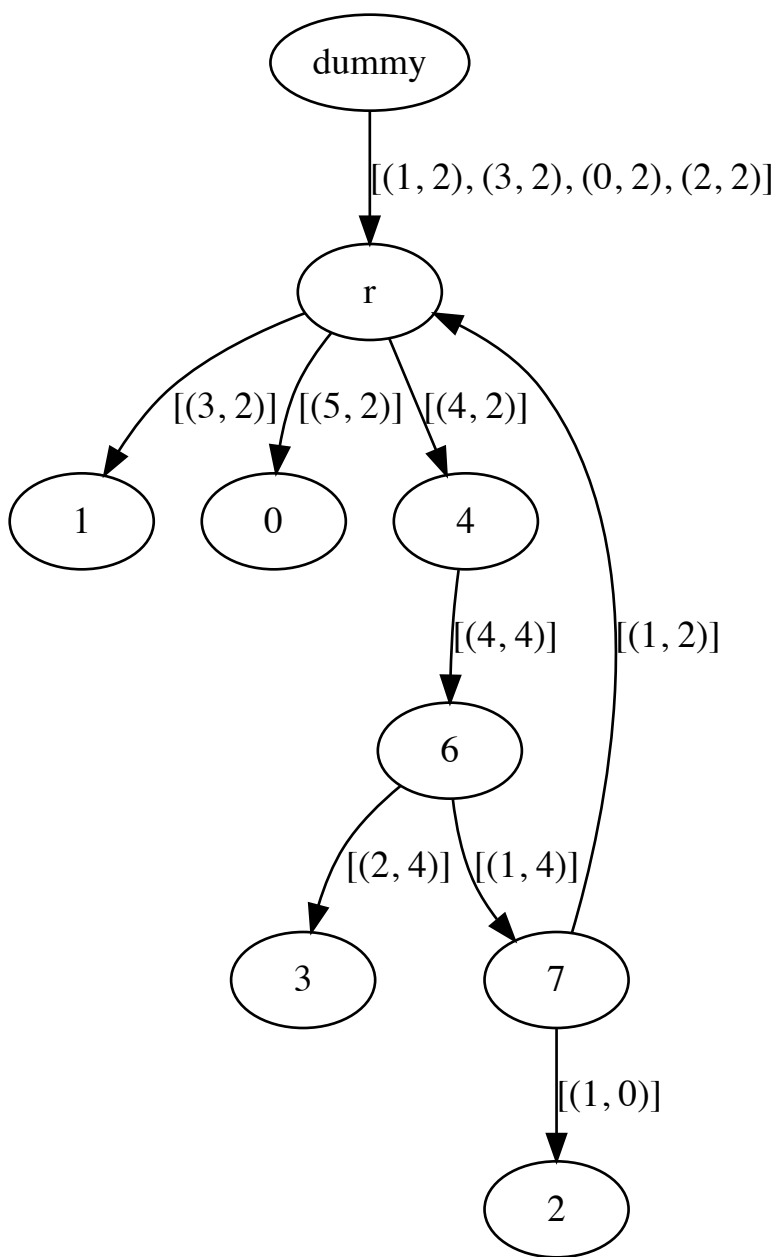 dummy
[(1, 2), (3, 2), (0, 2), (2, 2)]
r
[(3, 2)] [(5, 2)] [(4, 2)]
1 0 4
[(4, 4)] [(1, 2)]
6
[(2, 4)] [(1, 4)]
3 7
[(1, 0)]
2